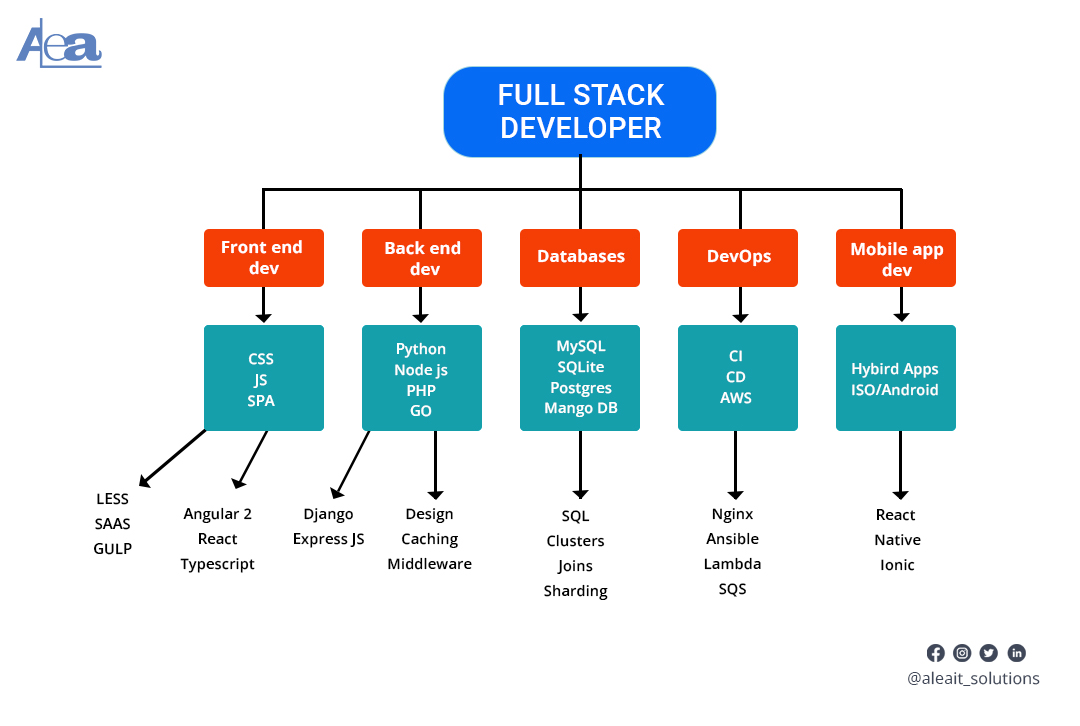 Aea
FULL STACK
DEVELOPER
Front end
dev
Back end
dev
Databases
DevOps
Mobile app
dev
CSS
JS
SPA
Python
Node js
PHP
GO
MySQL
SQLite
Postgres
Mango DB
CI
CD
AWS
Hybird Apps
ISO/Android
LESS
SAAS
GULP
Angular 2
React
Typescript
Django
Express JS
Design
Caching
Middleware
SQL
Clusters
Joins
Sharding
Nginx
Ansible
Lambda
SQS
React
Native
Ionic
@aleait_solutions